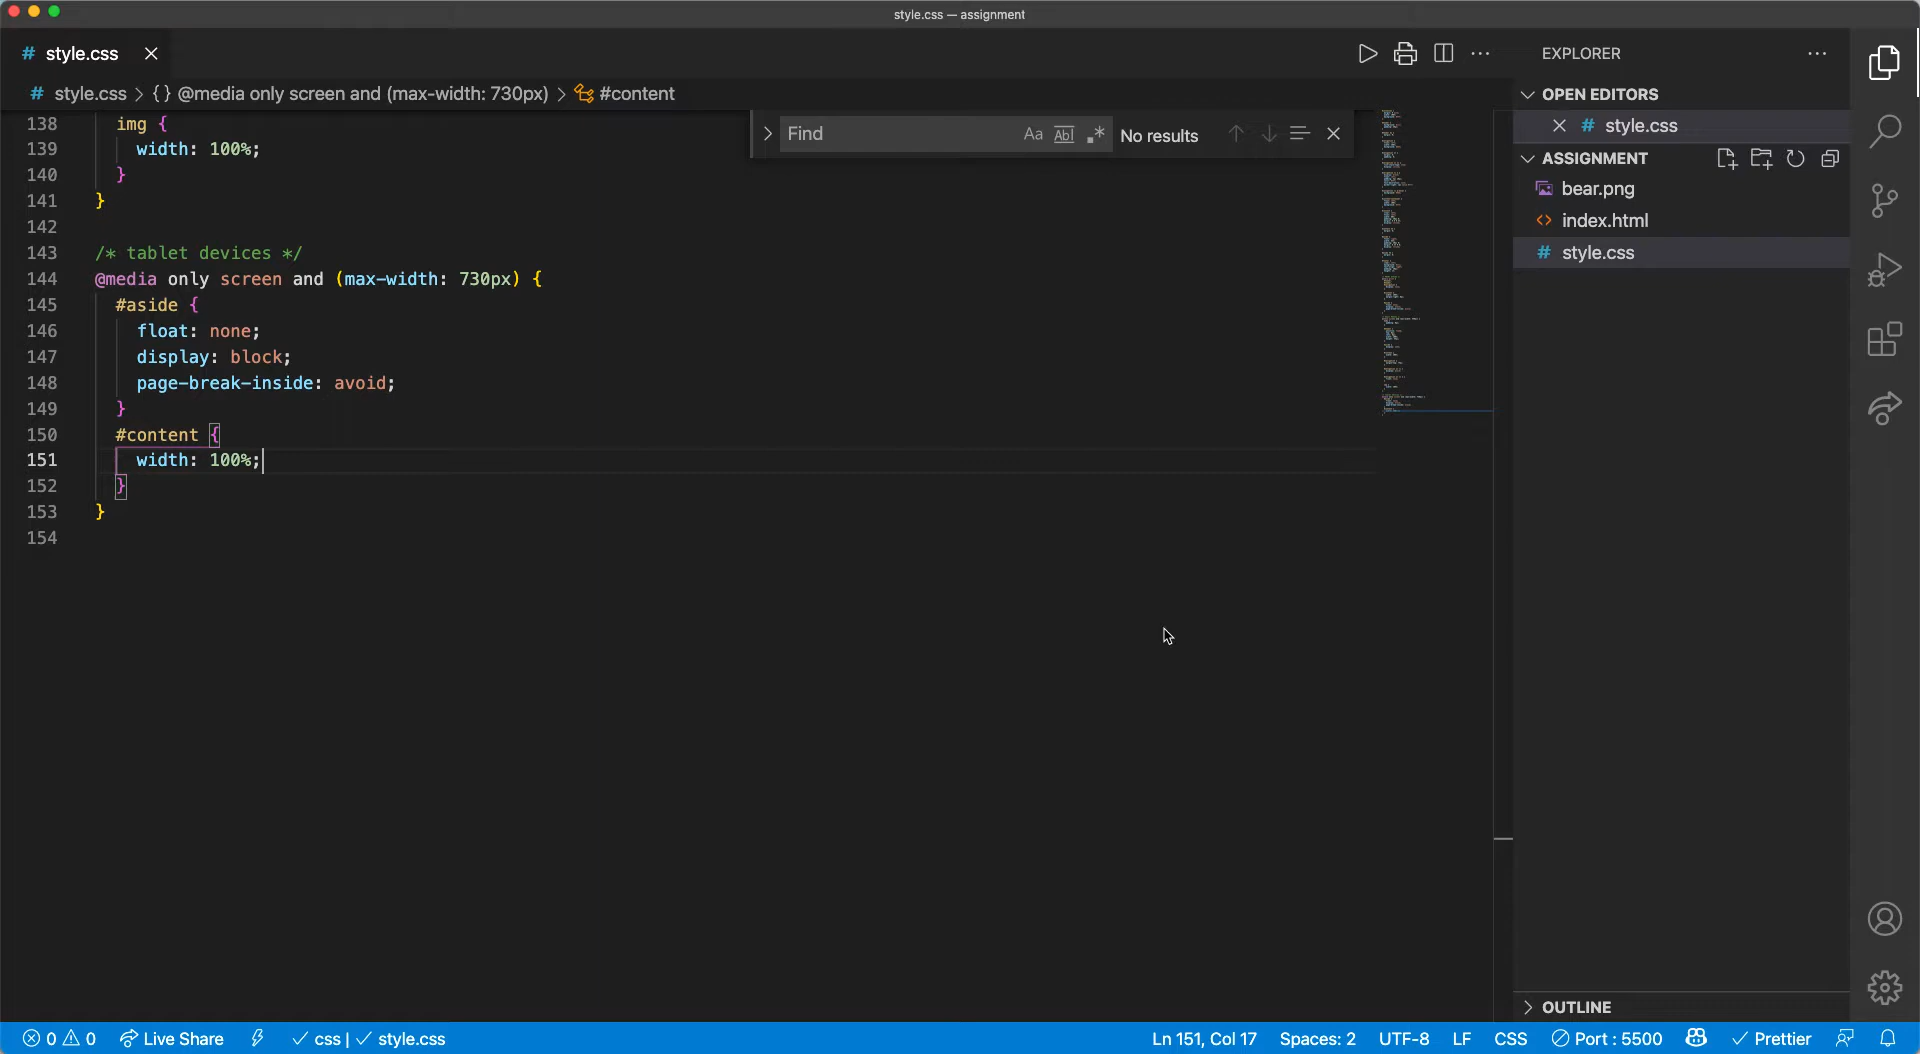 style.css — assignment
# style.css
EXPLORER
# style.css > {} @media only screen and (max-width: 730px) > #content
OPEN EDITORS
# style.css
ASSIGNMENT
bear.png
index.html
# style.css
Find
Aa Abl .*
No results
138 img {
139 width: 100%;
140 }
141 }
142
143 /* tablet devices */
144 @media only screen and (max-width: 730px) {
145 #aside {
146 float: none;
147 display: block;
148 page-break-inside: avoid;
149 }
150 #content {
151 width: 100%;
152 }
153 }
154
OUTLINE
0 0 Live Share css | style.css Ln 151, Col 17 Spaces: 2 UTF-8 LF CSS Port : 5500 Prettier